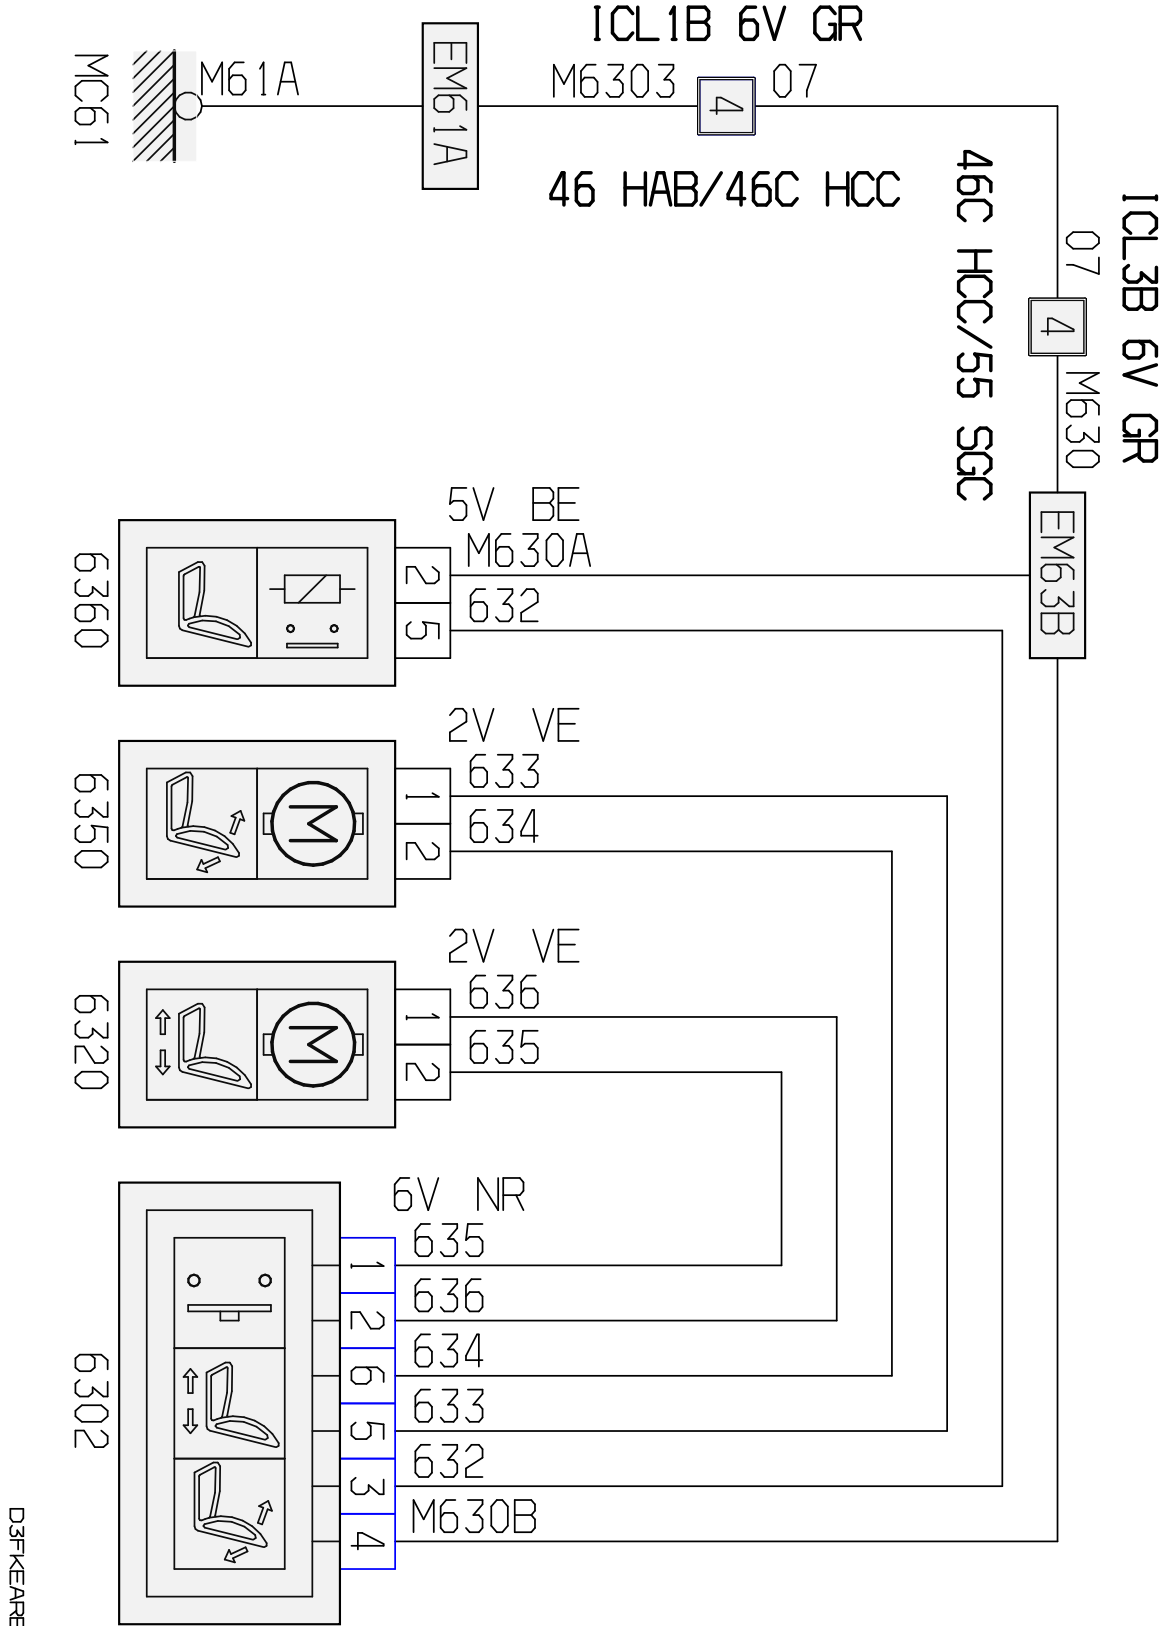 ICL1B 6V GR
MC61
M61A
EM61A
M6303
4
07
46 HAB/46C HCC
ICL3B 6V GR
07
4
M630
46C HCC/55 SGC
EM63B
6360
5V BE
M630A
2
632
5
6350
2V VE
633
1
634
2
M
6320
2V VE
636
1
635
2
M
6302
6V NR
635
1
636
2
634
6
633
5
632
3
M630B
4
D3FKEARE